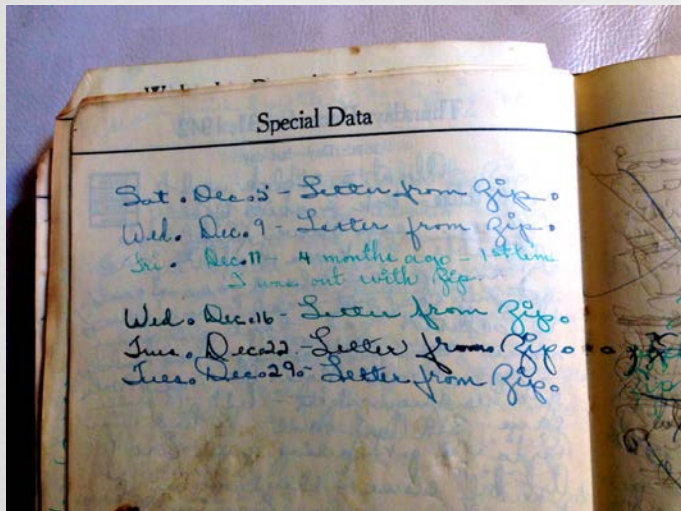 Special Data
Sat. Dec. 5 - Letter from Zip.
Wed. Dec. 9 - Letter from Zip.
Fri. Dec. 11 - 4 months ago - 1st time
I was out with Zip.
Wed. Dec. 16 - Letter from Zip.
Tues. Dec. 22 - Letter from Zip.
Tues. Dec. 29 - Letter from Zip.